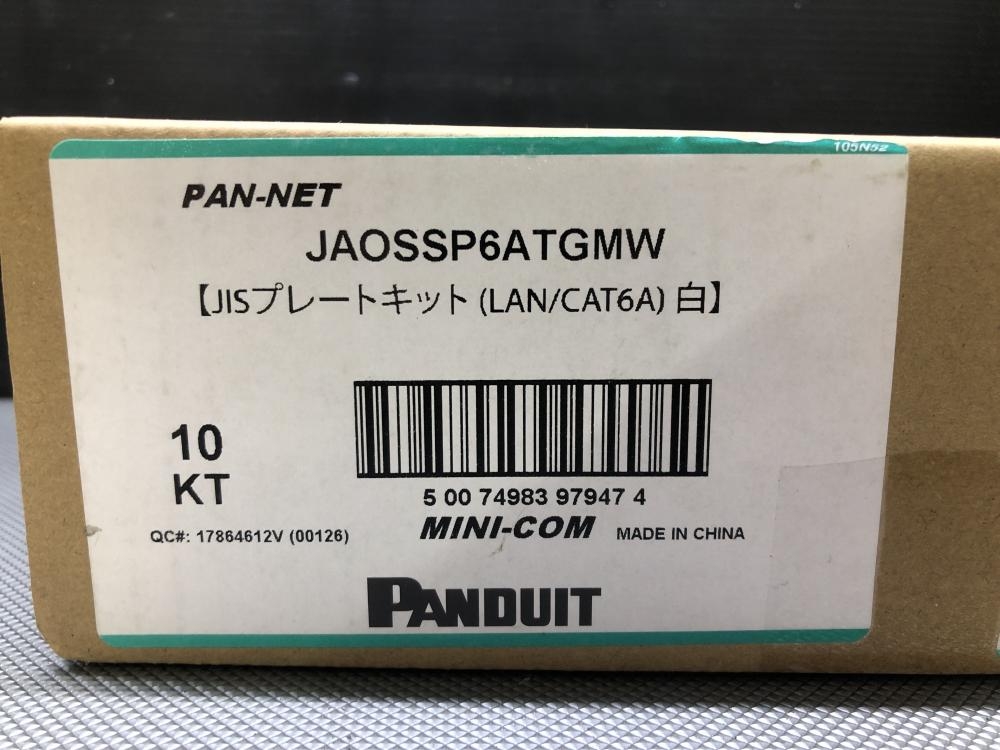 105N52
PAN-NET
JAOSSP6ATGMW
【JISプレートキット (LAN/CAT6A) 白】
10
KT
5 00 74983 97947 4
QC#: 17864612V (00126)
MINI-COM MADE IN CHINA
PANDUIT